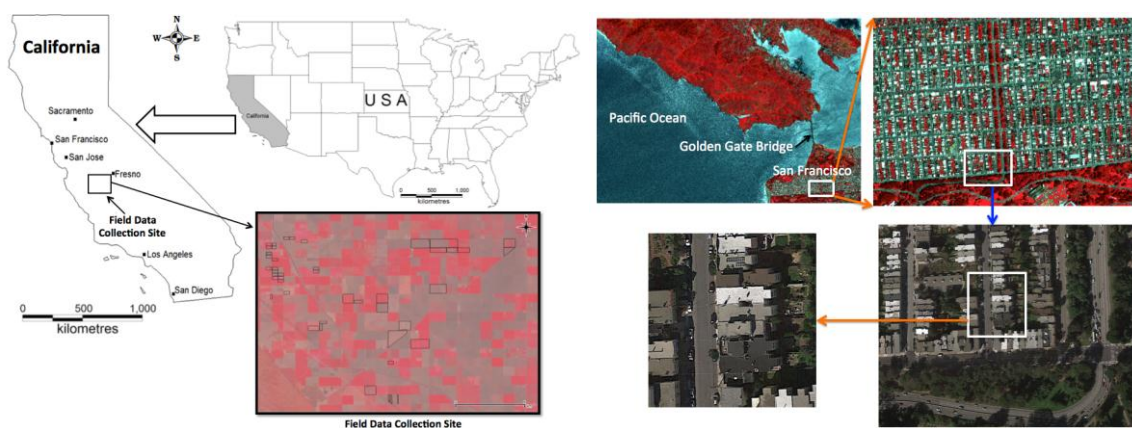 California
N
W E
S
Sacramento
San Francisco
San Jose
Fresno
Field Data
Collection Site
Los Angeles
San Diego
0 500 1,000
kilometres
USA
California
0 500 1,000
kilometres
Field Data Collection Site
Pacific Ocean
Golden Gate Bridge
San Francisco